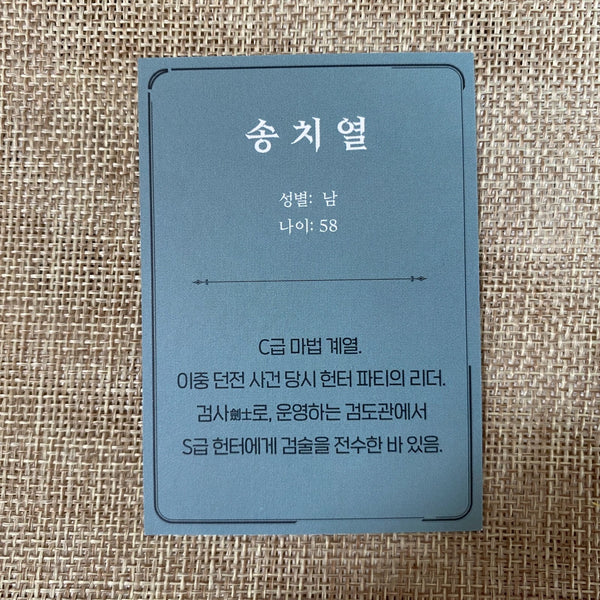 송치열
성별: 남
나이: 58
C급 마법 계열.
이중 던전 사건 당시 헌터 파티의 리더.
검사劍士로, 운영하는 검도관에서
S급 헌터에게 검술을 전수한 바 있음.